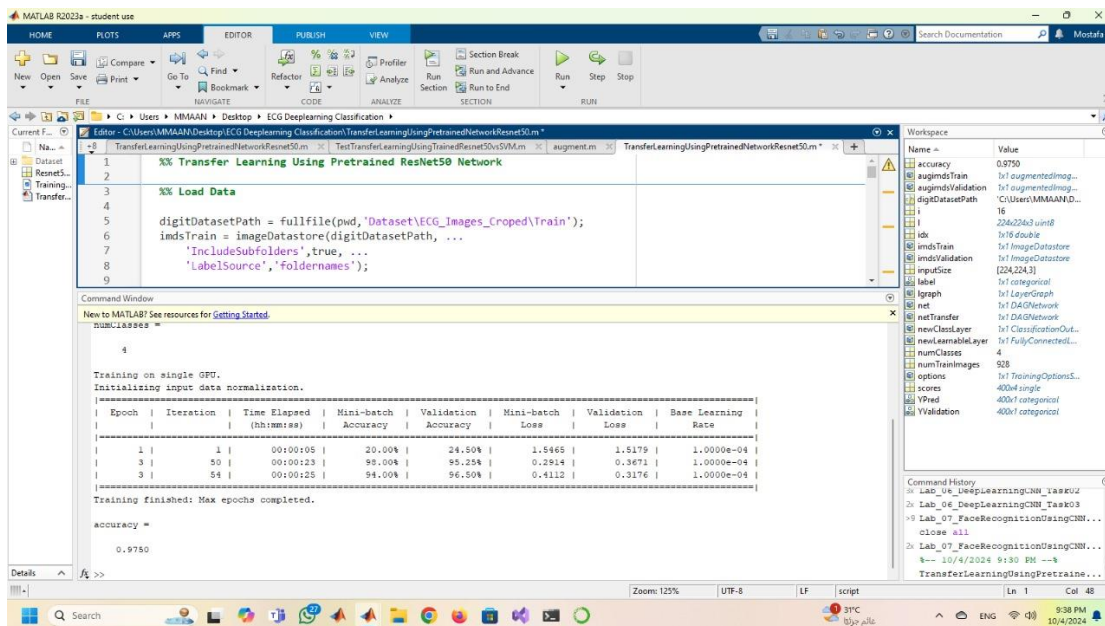 MATLAB R2023a - student use
HOME PLOTS APPS EDITOR PUBLISH VIEW Search Documentation Mostafa
New Open Save Compare Print Go To Find Bookmark Refactor Profiler Analyze Run Section Section Break Run and Advance Run to End Run Step Stop
FILE NAVIGATE CODE ANALYZE SECTION RUN
C: Users MMAAN Desktop ECG Deeplearning Classification
Current F...
Na...
Dataset
Resnet5...
Training...
Transfer...
Details
Editor - C:\Users\MMAAN\Desktop\ECG Deeplearning Classification\TransferLearningUsingPretrainedNetworkResnet50.m *
+8 TransferLearningUsingPretrainedNetworkResnet50.m TestTransferLearningUsingTrainedResnet50vsSVM.m augment.m TransferLearningUsingPretrainedNetworkResnet50.m * +
1 %% Transfer Learning Using Pretrained ResNet50 Network
2
3 %% Load Data
4
5 digitDatasetPath = fullfile(pwd,'Dataset\ECG_Images_Croped\Train');
6 imdsTrain = imageDatastore(digitDatasetPath, ...
7 'IncludeSubfolders',true, ...
8 'LabelSource','foldernames');
9
Command Window
New to MATLAB? See resources for Getting Started.
numClasses =
4
Training on single GPU.
Initializing input data normalization.
| Epoch | Iteration | Time Elapsed | Mini-batch | Validation | Mini-batch | Validation | Base Learning |
| | | (hh:mm:ss) | Accuracy | Accuracy | Loss | Loss | Rate |
| 1 | 1 | 00:00:05 | 20.00% | 24.50% | 1.5465 | 1.5179 | 1.0000e-04 |
| 3 | 50 | 00:00:23 | 98.00% | 95.25% | 0.2914 | 0.3671 | 1.0000e-04 |
| 3 | 54 | 00:00:25 | 94.00% | 96.50% | 0.4112 | 0.3176 | 1.0000e-04 |
Training finished: Max epochs completed.
accuracy =
0.9750
fx >>
Workspace
Name Value
accuracy 0.9750
augimdsTrain 1x1 augmentedImag...
augimdsValidation 1x1 augmentedImag...
digitDatasetPath 'C:\Users\MMAAN\D...
i 16
I 224x224x3 uint8
idx 1x16 double
imdsTrain 1x1 ImageDatastore
imdsValidation 1x1 ImageDatastore
inputSize [224,224,3]
label 1x1 categorical
lgraph 1x1 LayerGraph
net 1x1 DAGNetwork
netTransfer 1x1 DAGNetwork
newClassLayer 1x1 ClassificationOut...
newLearnableLayer 1x1 FullyConnectedL...
numClasses 4
numTrainImages 928
options 1x1 TrainingOptionsS...
scores 400x4 single
YPred 400x1 categorical
YValidation 400x1 categorical
Command History
Lab_06_DeepLearningCNN_Task02
2x Lab_06_DeepLearningCNN_Task03
>9 Lab_07_FaceRecognitionUsingCNN...
close all
2x Lab_07_FaceRecognitionUsingCNN...
%-- 10/4/2024 9:30 PM --%
TransferLearningUsingPretraine...
Zoom: 125% UTF-8 LF script Ln 1 Col 48
Search 31°C ENG 9:38 PM
10/4/2024